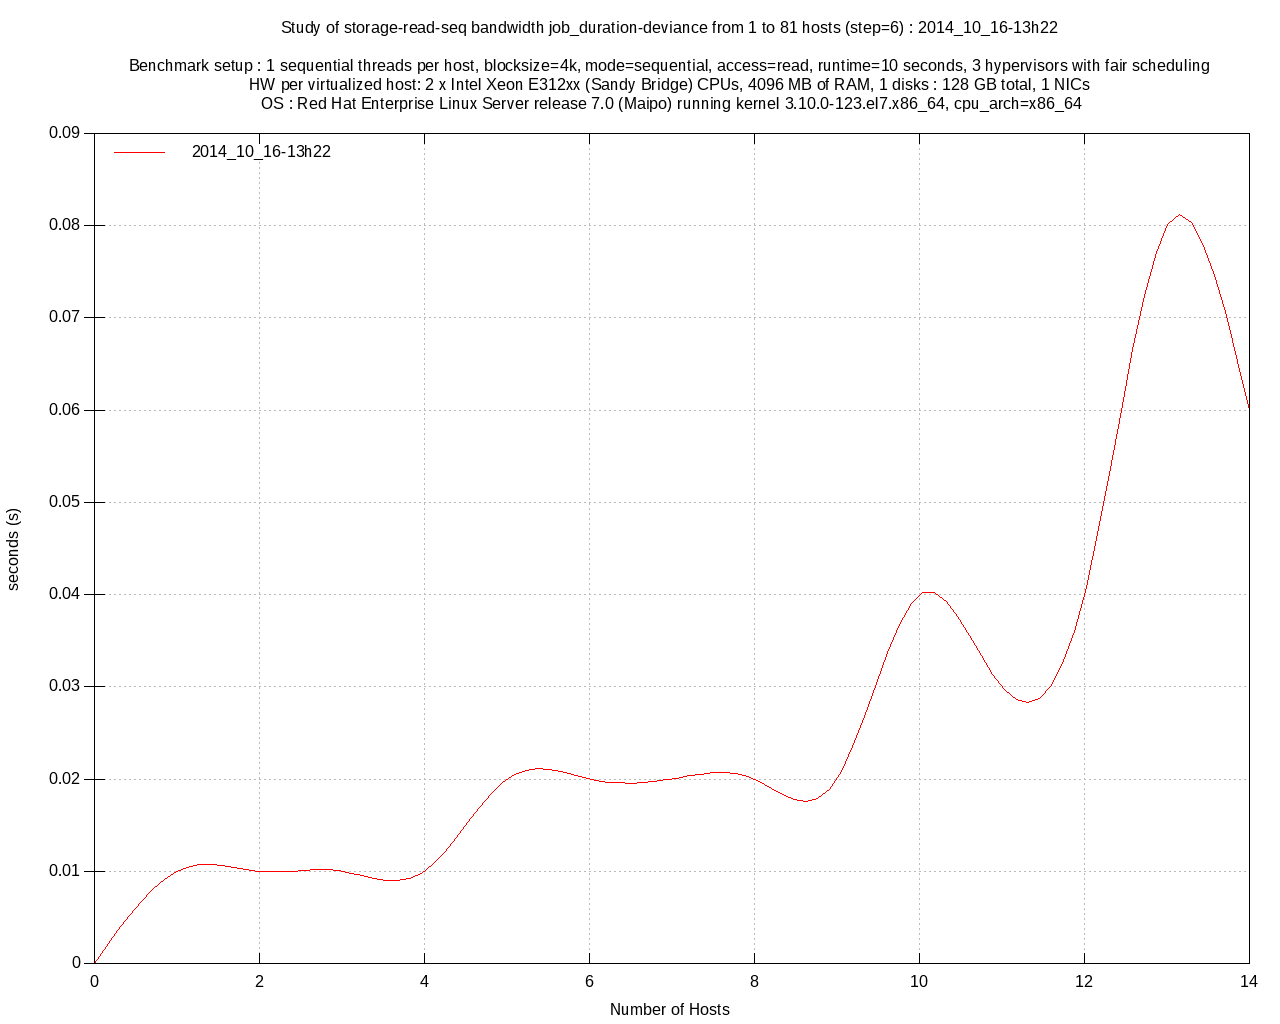 Study of storage-read-seq bandwidth job_duration-deviance from 1 to 81 hosts (step=6) : 2014_10_16-13h22
Benchmark setup : 1 sequential threads per host, blocksize=4k, mode=sequential, access=read, runtime=10 seconds, 3 hypervisors with fair scheduling
HW per virtualized host: 2 x Intel Xeon E312xx (Sandy Bridge) CPUs, 4096 MB of RAM, 1 disks : 128 GB total, 1 NICs
OS : Red Hat Enterprise Linux Server release 7.0 (Maipo) running kernel 3.10.0-123.el7.x86_64, cpu_arch=x86_64
2014_10_16-13h22
0.09
0.08
0.07
0.06
0.05
0.04
0.03
0.02
0.01
0
seconds (s)
0 2 4 6 8 10 12 14
Number of Hosts